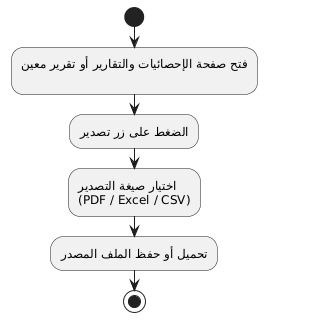 فتح صفحة الإحصائيات والتقارير أو تقرير معين
الضغط على زر تصدير
اختيار صيغة التصدير
(PDF / Excel / CSV)
تحميل أو حفظ الملف المصدر